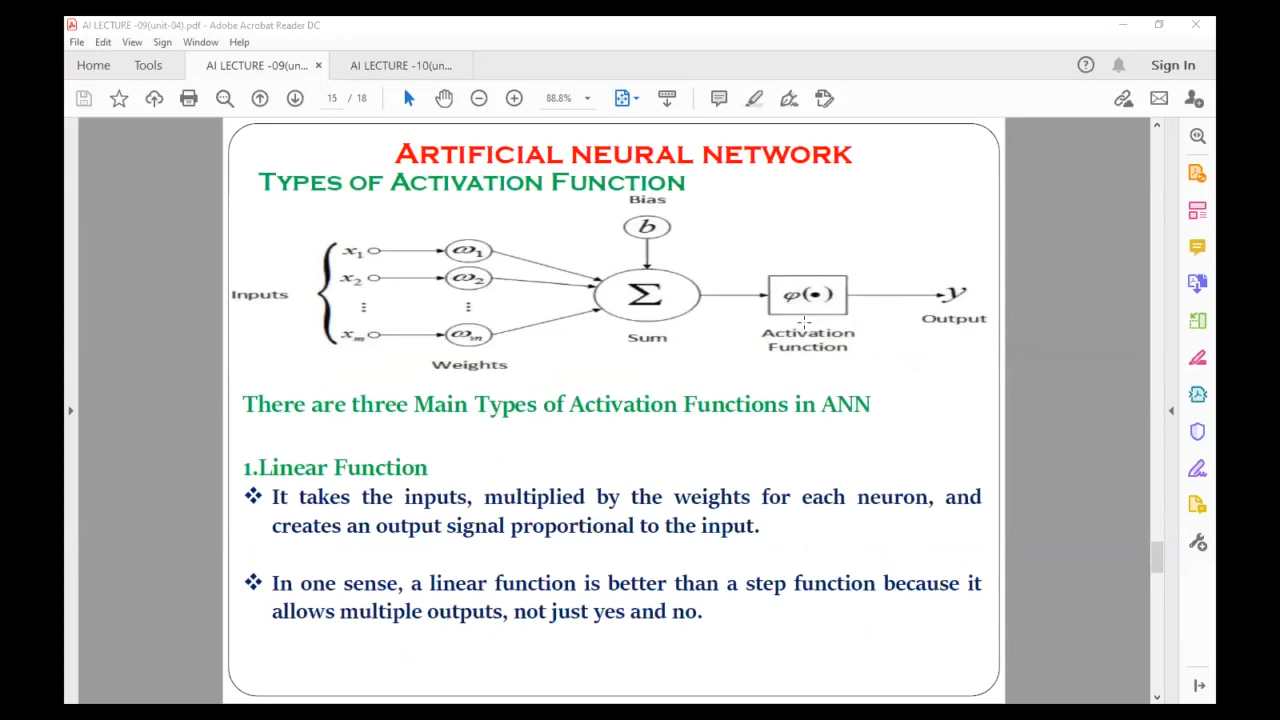 AI LECTURE -09(unit-04).pdf - Adobe Acrobat Reader DC
File Edit View Sign Window Help
Home Tools AI LECTURE -09(un... × AI LECTURE -10(un... Sign In
15 / 18 88.8%
ARTIFICIAL NEURAL NETWORK
TYPES OF ACTIVATION FUNCTION
Bias
b
x1 ω1
x2 ω2
Inputs ⋮ ⋮ Σ φ(•) y
Output
xm ωm Sum Activation
Function
Weights
There are three Main Types of Activation Functions in ANN
1.Linear Function
❖ It takes the inputs, multiplied by the weights for each neuron, and
creates an output signal proportional to the input.
❖ In one sense, a linear function is better than a step function because it
allows multiple outputs, not just yes and no.